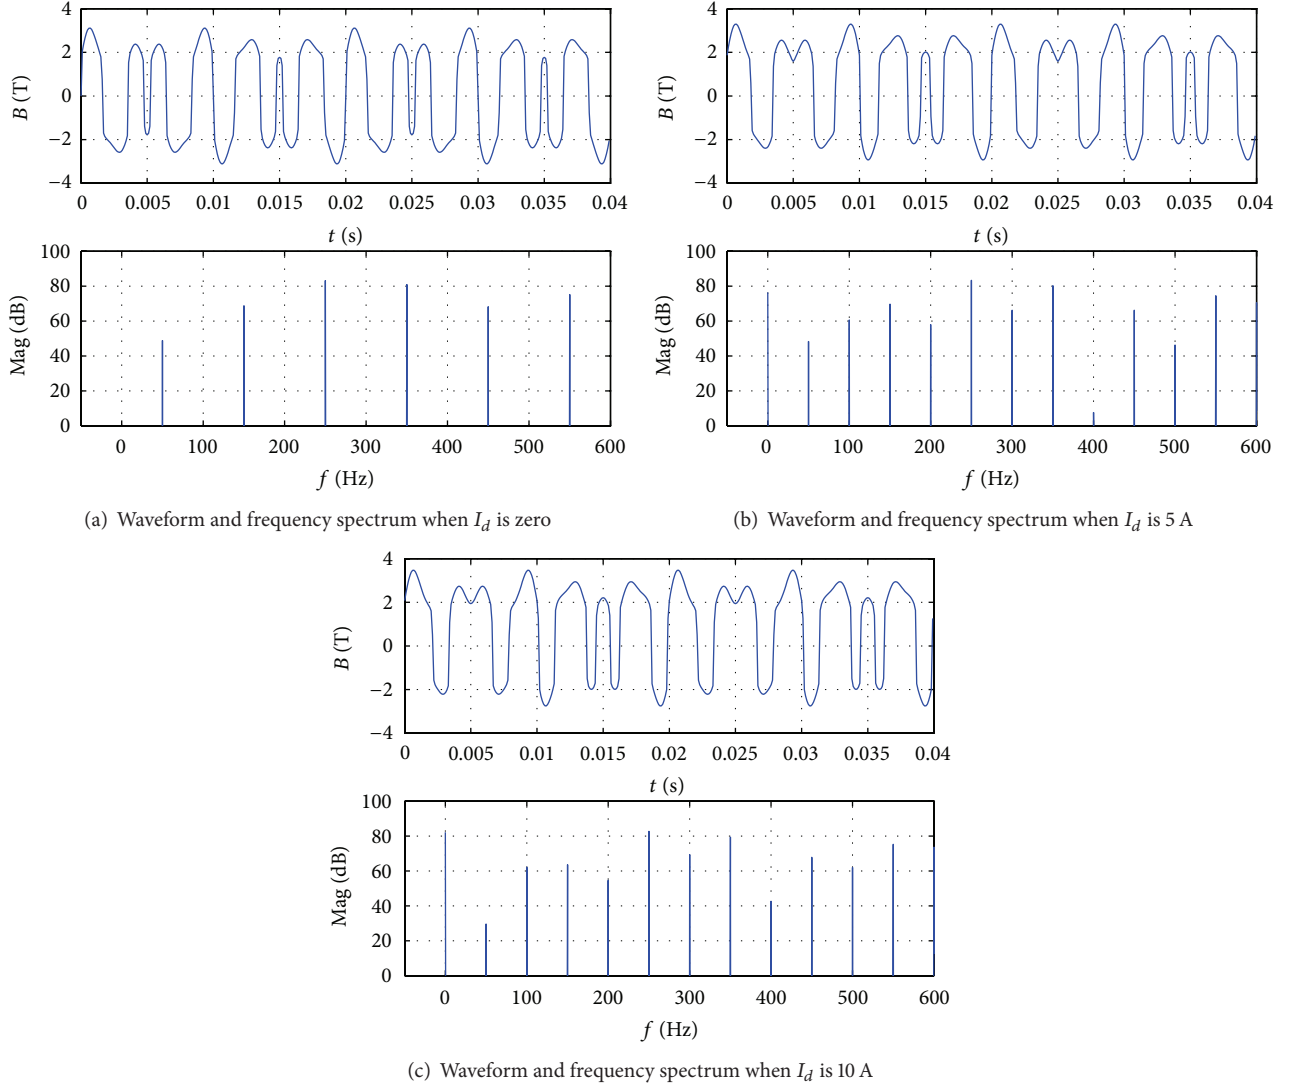 4
2
0
−2
−4
B (T)
0 0.005 0.01 0.015 0.02 0.025 0.03 0.035 0.04
t (s)
100
80
60
40
20
0
Mag (dB)
0 100 200 300 400 500 600
f (Hz)
(a) Waveform and frequency spectrum when I_d is zero
4
2
0
−2
−4
B (T)
0 0.005 0.01 0.015 0.02 0.025 0.03 0.035 0.04
t (s)
100
80
60
40
20
0
Mag (dB)
0 100 200 300 400 500 600
f (Hz)
(b) Waveform and frequency spectrum when I_d is 5 A
4
2
0
−2
−4
B (T)
0 0.005 0.01 0.015 0.02 0.025 0.03 0.035 0.04
t (s)
100
80
60
40
20
0
Mag (dB)
0 100 200 300 400 500 600
f (Hz)
(c) Waveform and frequency spectrum when I_d is 10 A